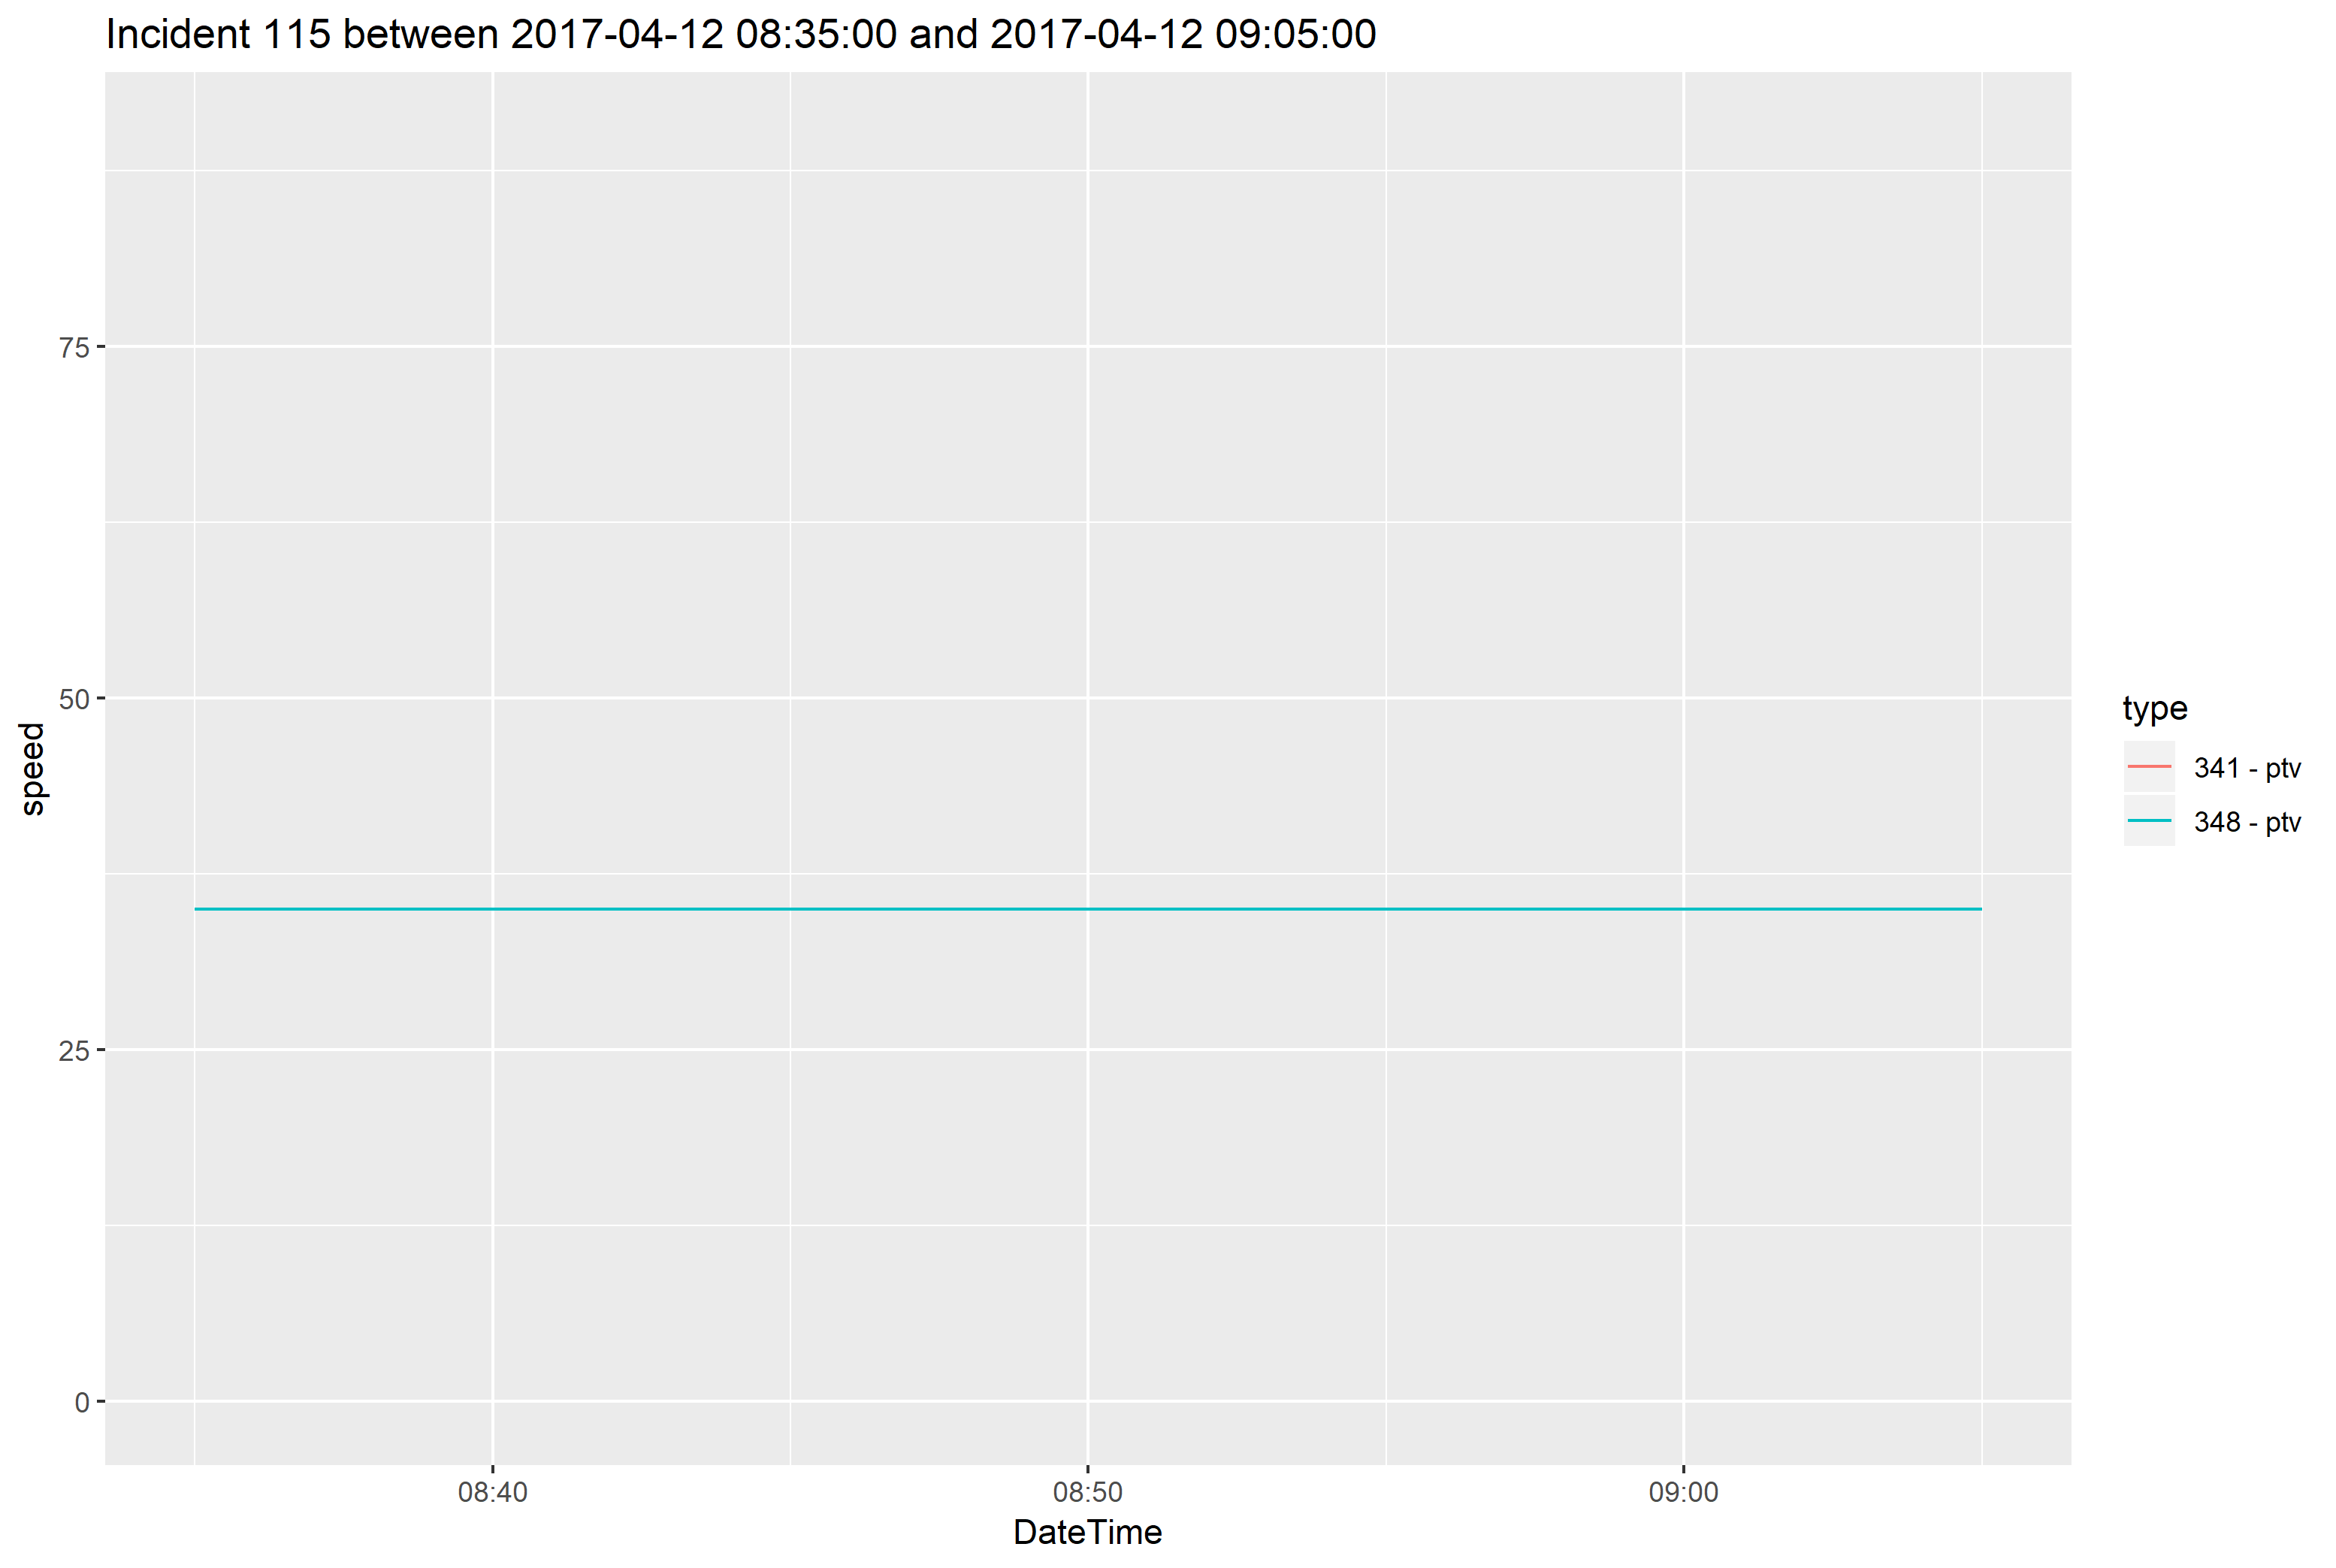 Incident 115 between 2017-04-12 08:35:00 and 2017-04-12 09:05:00
75
50
25
0
speed
08:40 08:50 09:00
DateTime
type
341 - ptv
348 - ptv